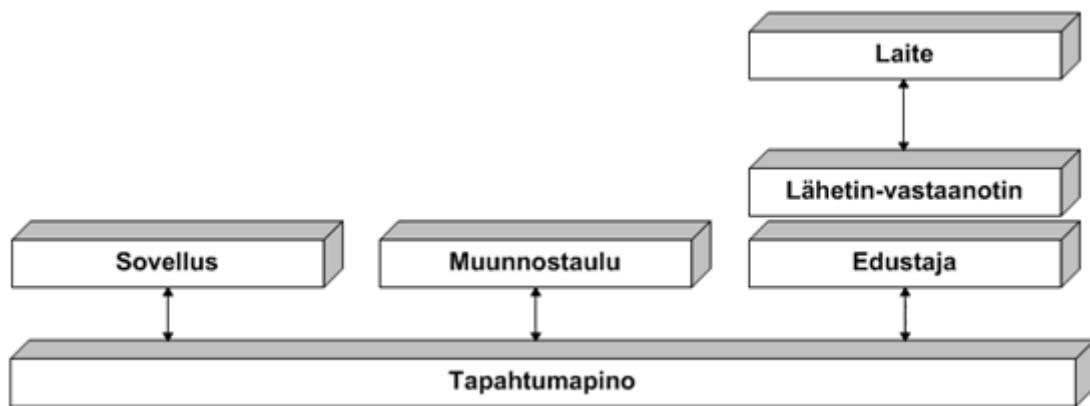 Laite
Lähetin-vastaanotin
Sovellus
Muunnostaulu
Edustaja
Tapahtumapino